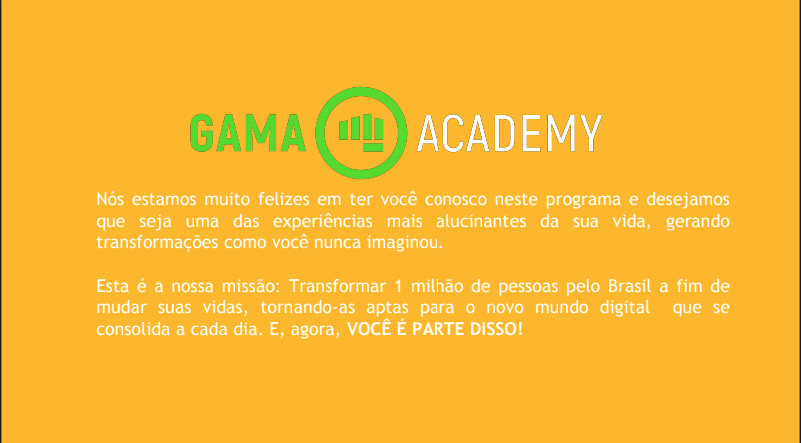 GAMA ACADEMY
Nós estamos muito felizes em ter você conosco neste programa e desejamos
que seja uma das experiências mais alucinantes da sua vida, gerando
transformações como você nunca imaginou.
Esta é a nossa missão: Transformar 1 milhão de pessoas pelo Brasil a fim de
mudar suas vidas, tornando-as aptas para o novo mundo digital que se
consolida a cada dia. E, agora, VOCÊ É PARTE DISSO!